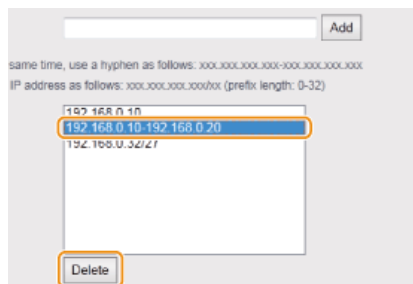 Add
same time, use a hyphen as follows: xxx.xxx.xxx.xxx-xxx.xxx.xxx.xxx
IP address as follows: xxx.xxx.xxx.xxx/xx (prefix length: 0-32)
192.168.0.10
192.168.0.10-192.168.0.20
192.168.0.32/27
Delete